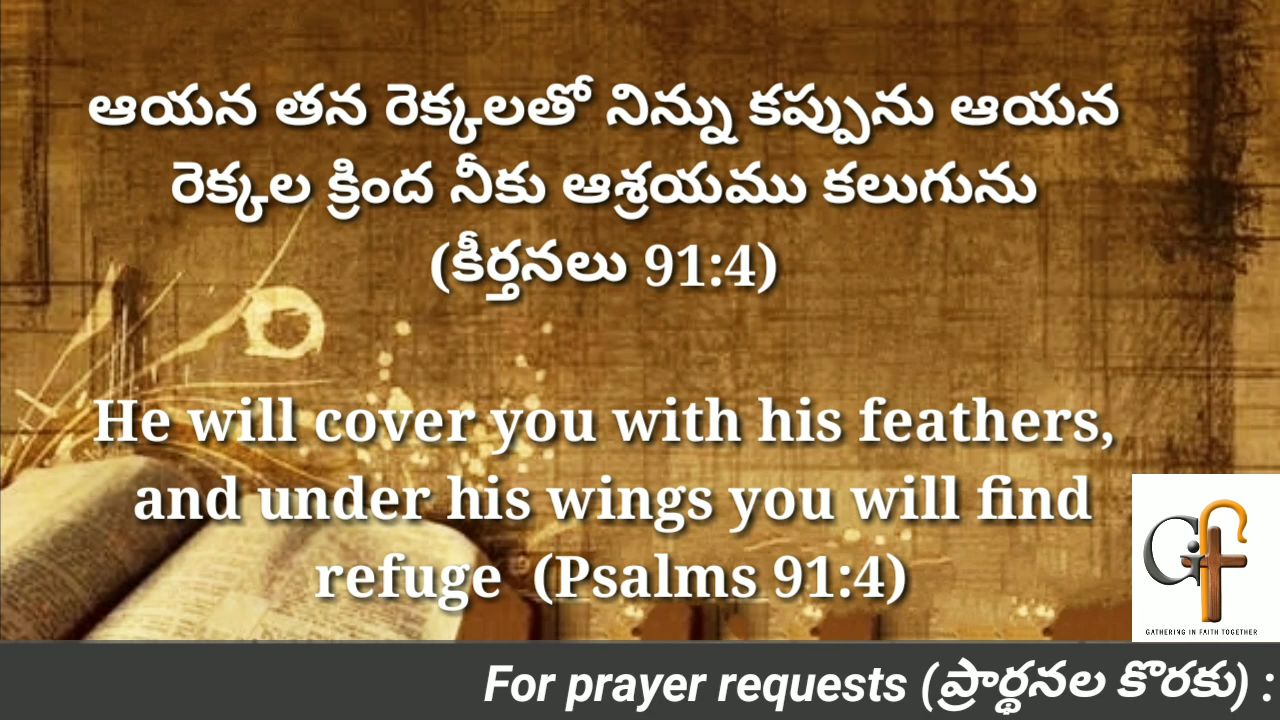 ఆయన తన రెక్కలతో నిన్ను కప్పును ఆయన
రెక్కల క్రింద నీకు ఆశ్రయము కలుగును
(కీర్తనలు 91:4)
He will cover you with his feathers,
and under his wings you will find
refuge (Psalms 91:4)
Gif
GATHERING IN FAITH TOGETHER
For prayer requests (ప్రార్థనల కొరకు) :